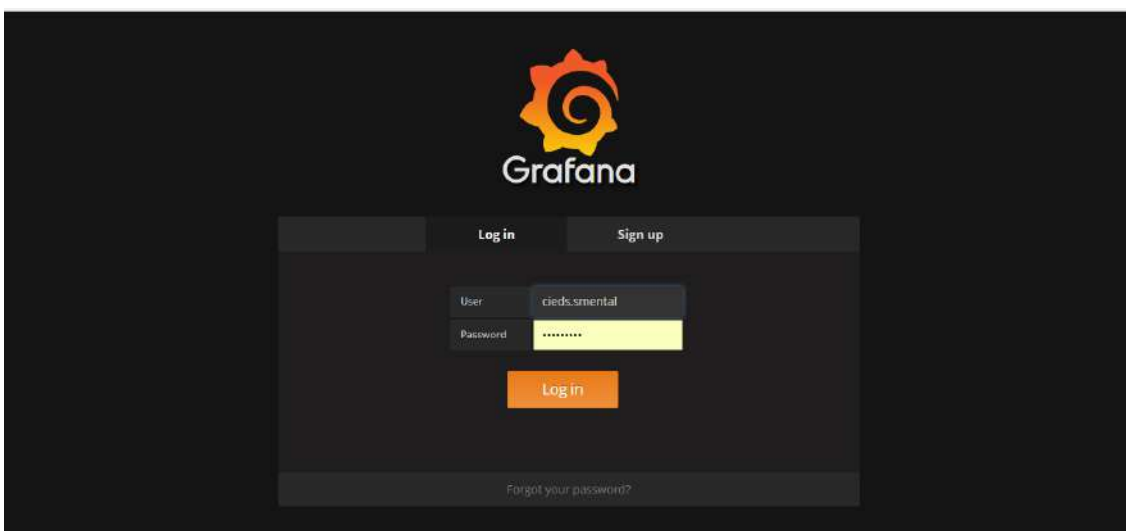 Grafana
Log in Sign up
User cieds.smental
Password •••••••••
Log in
Forgot your password?